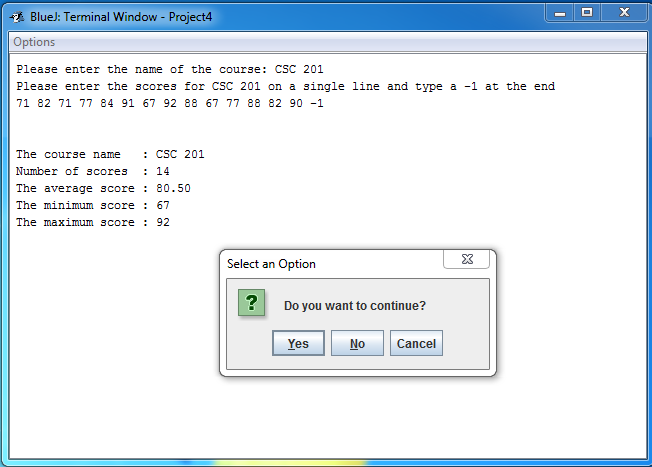 BlueJ: Terminal Window - Project4
Options
Please enter the name of the course: CSC 201
Please enter the scores for CSC 201 on a single line and type a -1 at the end
71 82 71 77 84 91 67 92 88 67 77 88 82 90 -1
The course name   : CSC 201
Number of scores  : 14
The average score : 80.50
The minimum score : 67
The maximum score : 92
Select an Option
? Do you want to continue?
Yes No Cancel